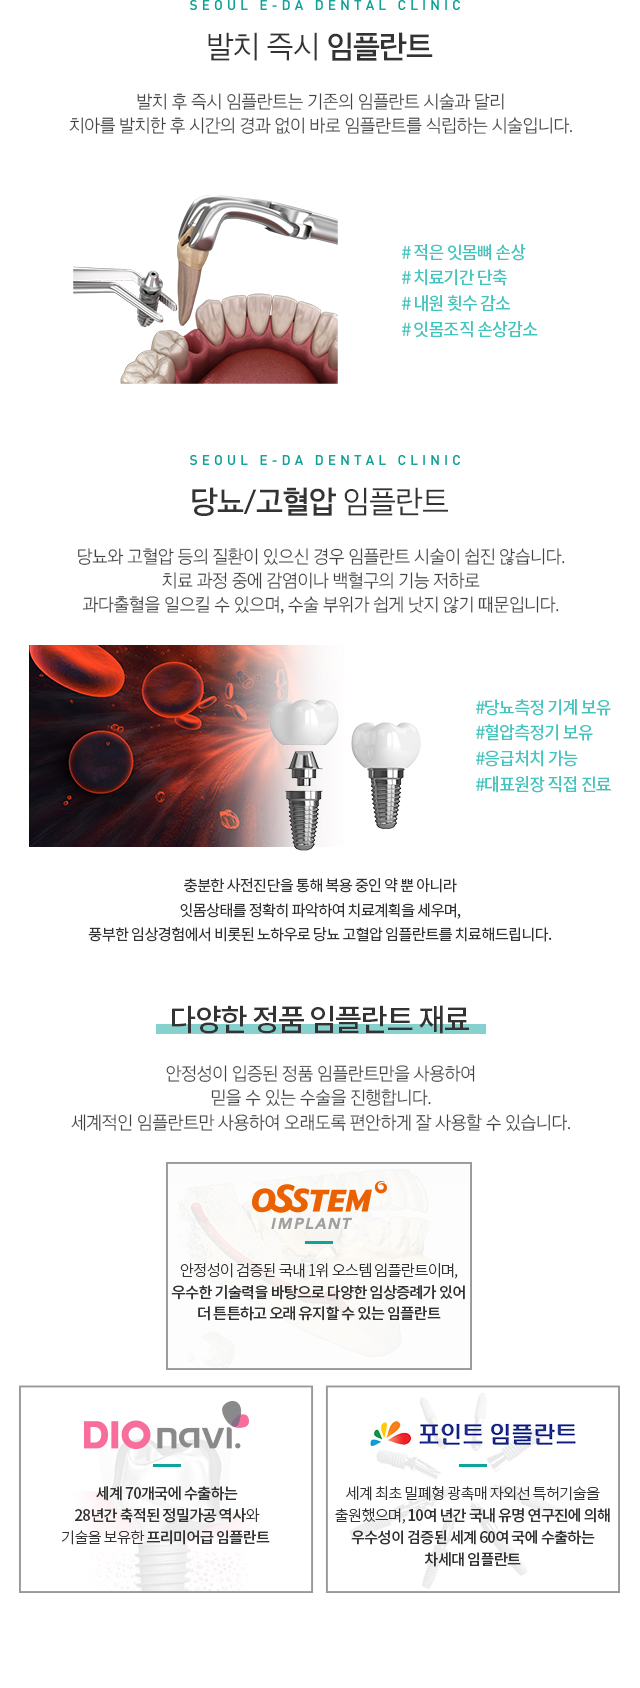 SEOUL E-DA DENTAL CLINIC
발치 즉시 임플란트
발치 후 즉시 임플란트는 기존의 임플란트 시술과 달리
치아를 발치한 후 시간의 경과 없이 바로 임플란트를 식립하는 시술입니다.
# 적은 잇몸뼈 손상
# 치료기간 단축
# 내원 횟수 감소
# 잇몸조직 손상감소
SEOUL E-DA DENTAL CLINIC
당뇨/고혈압 임플란트
당뇨와 고혈압 등의 질환이 있으신 경우 임플란트 시술이 쉽진 않습니다.
치료 과정 중에 감염이나 백혈구의 기능 저하로
과다출혈을 일으킬 수 있으며, 수술 부위가 쉽게 낫지 않기 때문입니다.
#당뇨측정 기계 보유
#혈압측정기 보유
#응급처치 가능
#대표원장 직접 진료
충분한 사전진단을 통해 복용 중인 약 뿐 아니라
잇몸상태를 정확히 파악하여 치료계획을 세우며,
풍부한 임상경험에서 비롯된 노하우로 당뇨 고혈압 임플란트를 치료해드립니다.
다양한 정품 임플란트 재료
안정성이 입증된 정품 임플란트만을 사용하여
믿을 수 있는 수술을 진행합니다.
세계적인 임플란트만 사용하여 오래도록 편안하게 잘 사용할 수 있습니다.
OSSTEM
IMPLANT
안정성이 검증된 국내 1위 오스템 임플란트이며,
우수한 기술력을 바탕으로 다양한 임상증례가 있어
더 튼튼하고 오래 유지할 수 있는 임플란트
DIO navi.
세계 70개국에 수출하는
28년간 축적된 정밀가공 역사와
기술을 보유한 프리미어급 임플란트
포인트 임플란트
세계 최초 밀폐형 광촉매 자외선 특허기술을
출원했으며, 10여 년간 국내 유명 연구진에 의해
우수성이 검증된 세계 60여 국에 수출하는
차세대 임플란트